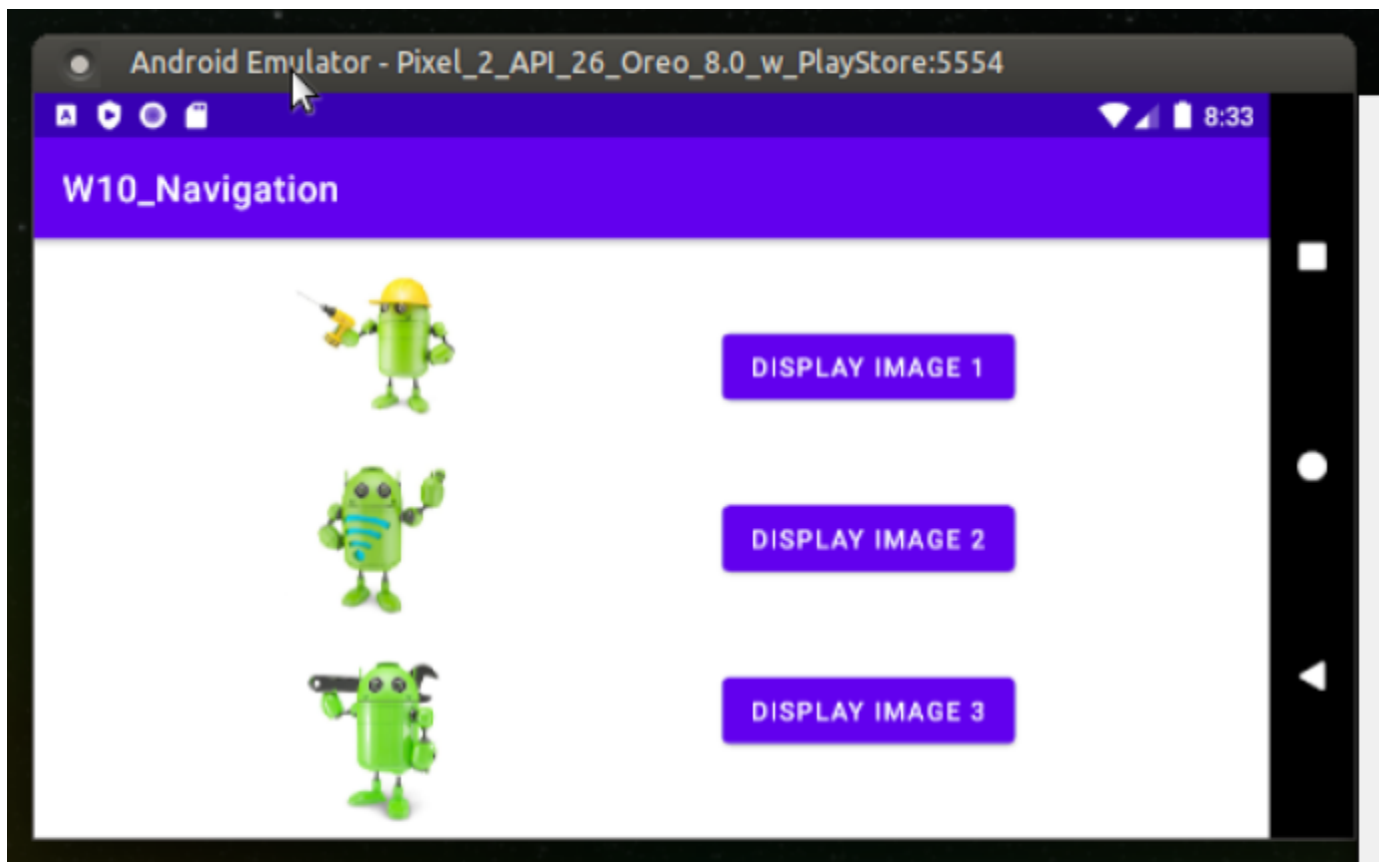 Android Emulator - Pixel_2_API_26_Oreo_8.0_w_PlayStore:5554
A 8:33
W10_Navigation
DISPLAY IMAGE 1
DISPLAY IMAGE 2
DISPLAY IMAGE 3